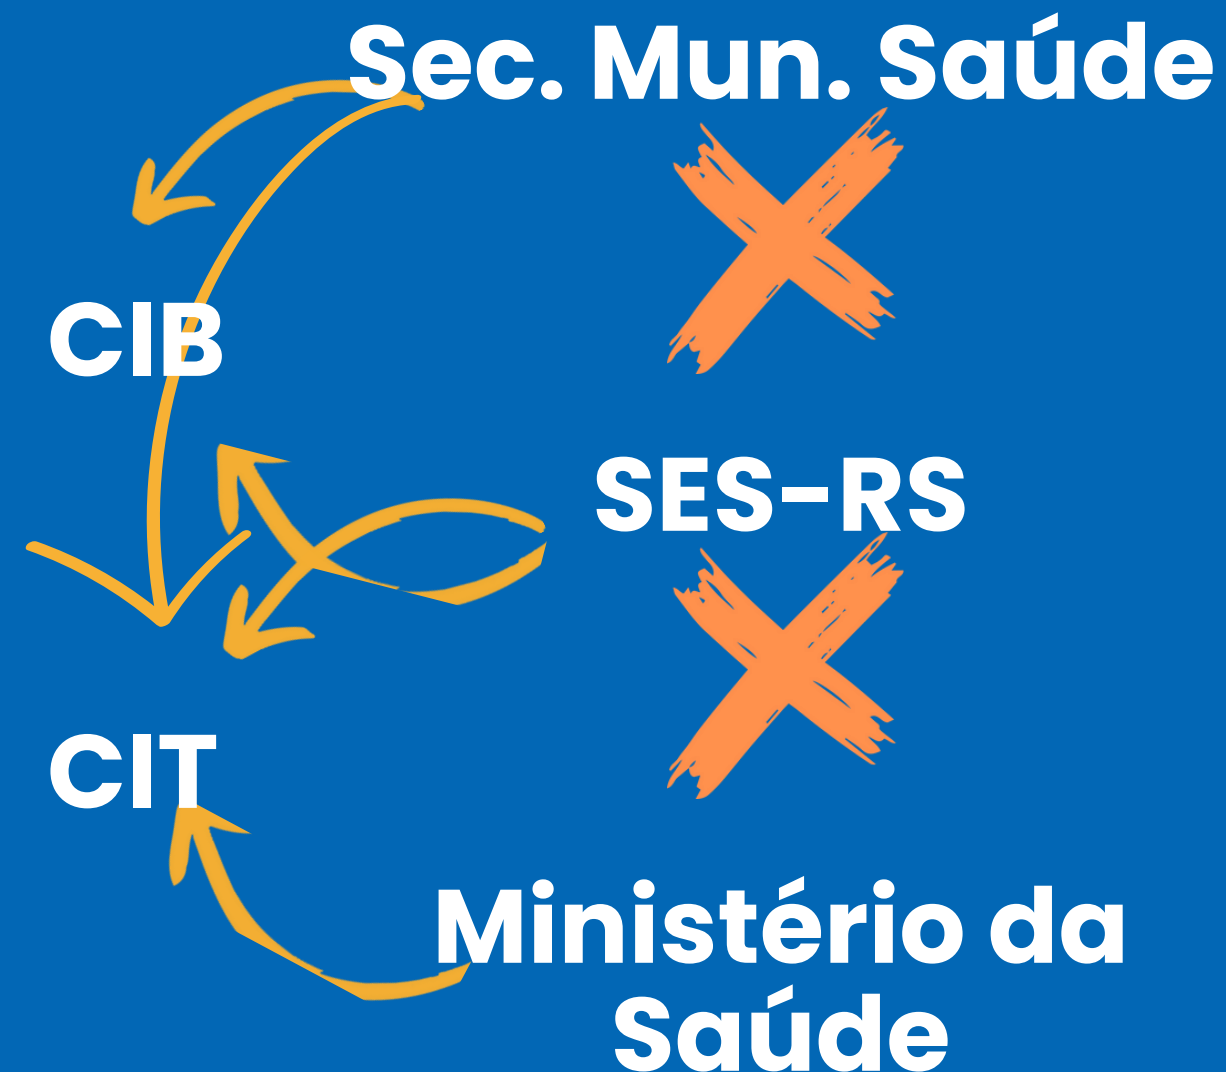 Sec. Mun. Saúde
CIB
SES-RS
CIT
Ministério da
Saúde